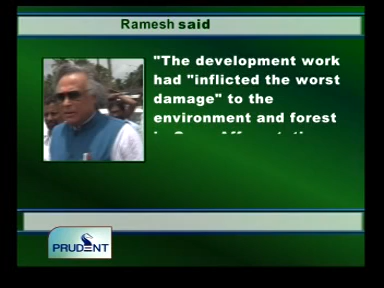 Ramesh said
"The development work
had "inflicted the worst
damage" to the
environment and forest
PRUDENT